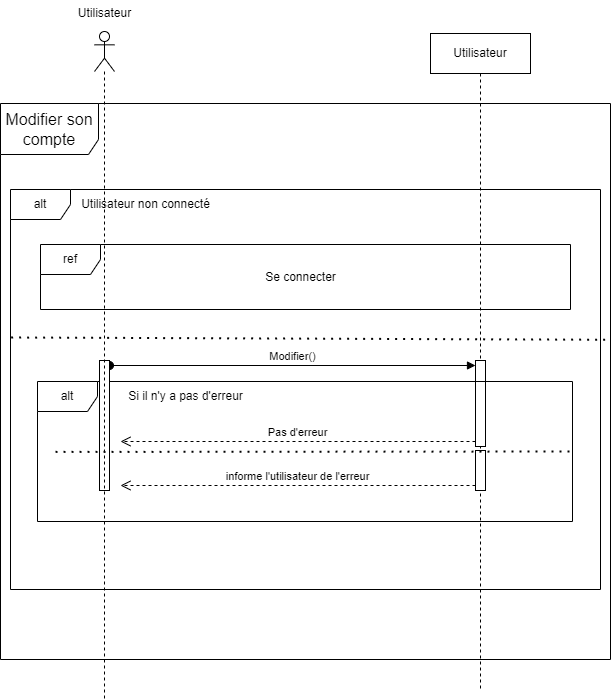 Utilisateur
Utilisateur
Modifier son
compte
alt
Utilisateur non connecté
ref
Se connecter
Modifier()
alt
Si il n'y a pas d'erreur
Pas d'erreur
informe l'utilisateur de l'erreur